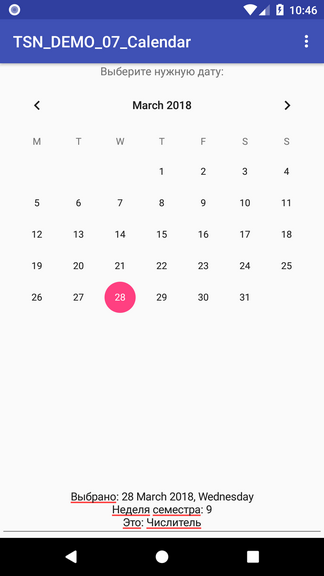 10:46
TSN_DEMO_07_Calendar
Выберите нужную дату:
March 2018
M T W T F S S
1 2 3 4
5 6 7 8 9 10 11
12 13 14 15 16 17 18
19 20 21 22 23 24 25
26 27 28 29 30 31
Выбрано: 28 March 2018, Wednesday
Неделя семестра: 9
Это: Числитель